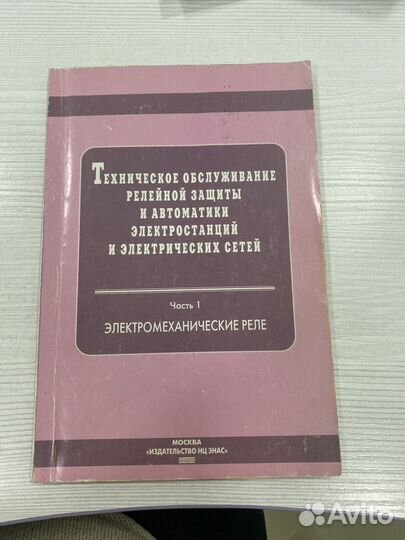 ТЕХНИЧЕСКОЕ ОБСЛУЖИВАНИЕ
РЕЛЕЙНОЙ ЗАЩИТЫ
И АВТОМАТИКИ
ЭЛЕКТРОСТАНЦИЙ
И ЭЛЕКТРИЧЕСКИХ СЕТЕЙ
Часть 1
ЭЛЕКТРОМЕХАНИЧЕСКИЕ РЕЛЕ
МОСКВА
«ИЗДАТЕЛЬСТВО НЦ ЭНАС»
Avito